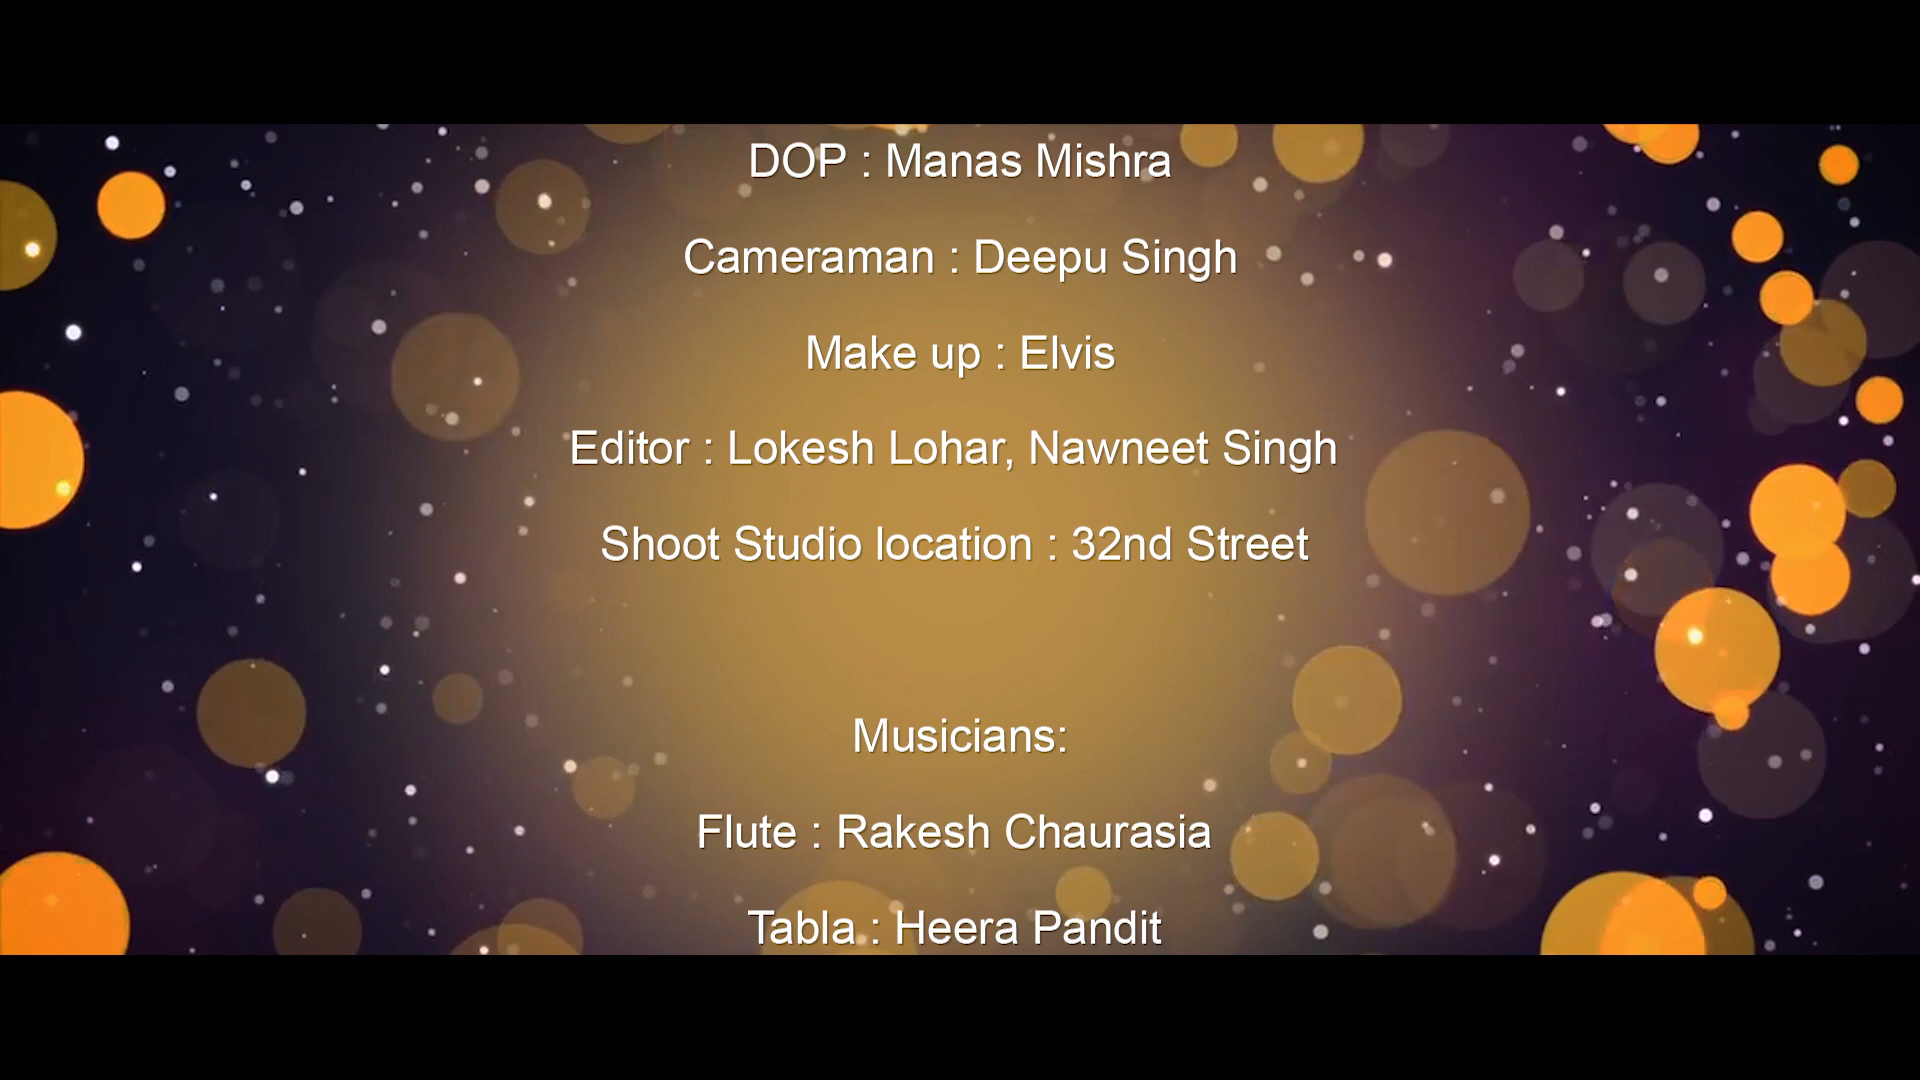 DOP : Manas Mishra
Cameraman : Deepu Singh
Make up : Elvis
Editor : Lokesh Lohar, Nawneet Singh
Shoot Studio location : 32nd Street
Musicians:
Flute : Rakesh Chaurasia
Tabla : Heera Pandit